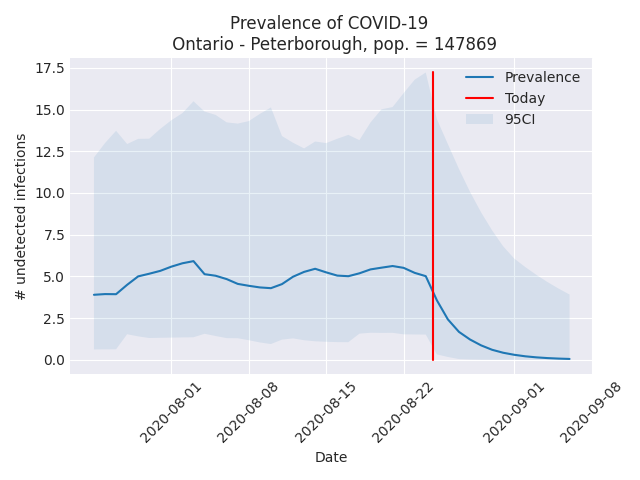 Prevalence of COVID-19
Ontario - Peterborough, pop. = 147869
17.5
15.0
12.5
10.0
7.5
5.0
2.5
0.0
# undetected infections
Prevalence
Today
95CI
2020-08-01
2020-08-08
2020-08-15
2020-08-22
2020-09-01
2020-09-08
Date